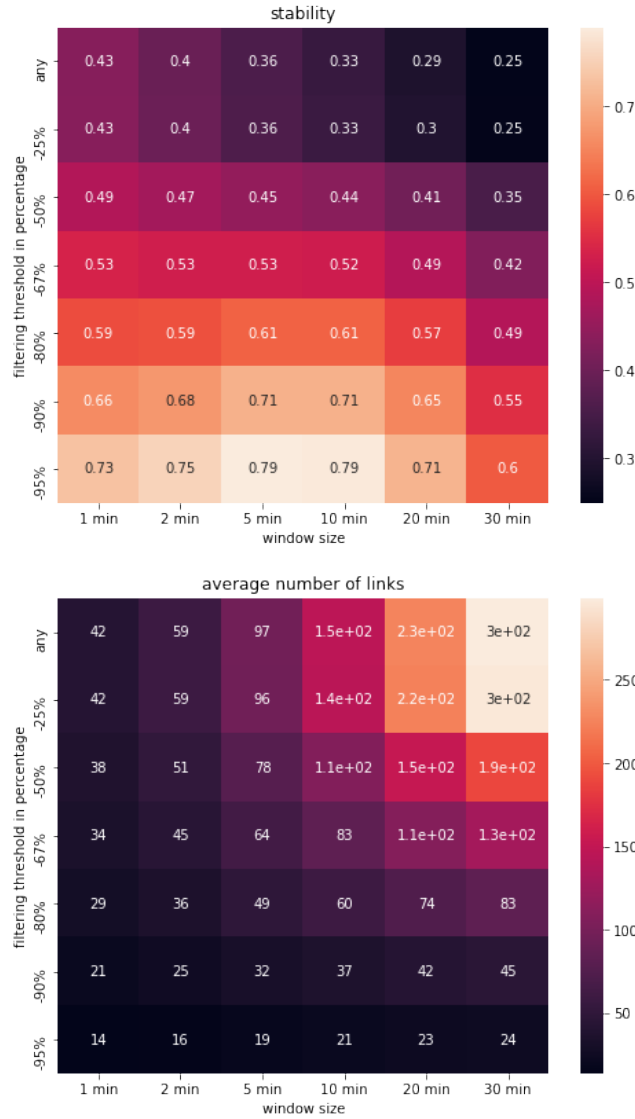 stability
any 0.43 0.4 0.36 0.33 0.29 0.25
-25% 0.43 0.4 0.36 0.33 0.3 0.25
-50% 0.49 0.47 0.45 0.44 0.41 0.35
-67% 0.53 0.53 0.53 0.52 0.49 0.42
-80% 0.59 0.59 0.61 0.61 0.57 0.49
-90% 0.66 0.68 0.71 0.71 0.65 0.55
-95% 0.73 0.75 0.79 0.79 0.71 0.6
1 min 2 min 5 min 10 min 20 min 30 min
window size
filtering threshold in percentage
0.7
0.6
0.5
0.4
0.3
average number of links
any 42 59 97 1.5e+02 2.3e+02 3e+02
-25% 42 59 96 1.4e+02 2.2e+02 3e+02
-50% 38 51 78 1.1e+02 1.5e+02 1.9e+02
-67% 34 45 64 83 1.1e+02 1.3e+02
-80% 29 36 49 60 74 83
-90% 21 25 32 37 42 45
-95% 14 16 19 21 23 24
1 min 2 min 5 min 10 min 20 min 30 min
window size
filtering threshold in percentage
250
200
150
100
50